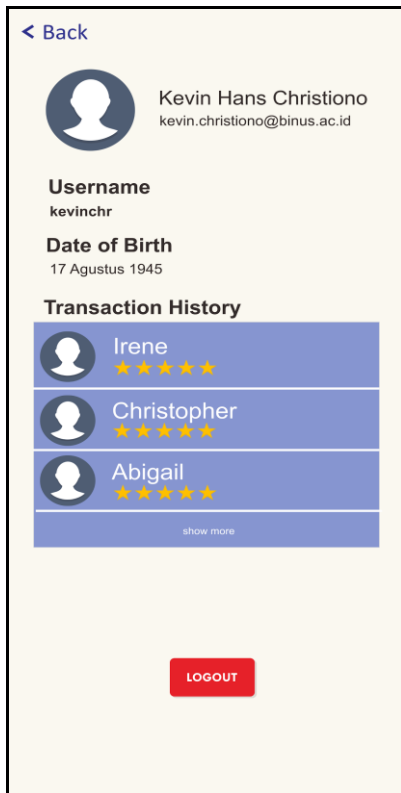 < Back
Kevin Hans Christiono
kevin.christiono@binus.ac.id
Username
kevinchr
Date of Birth
17 Agustus 1945
Transaction History
Irene
Christopher
Abigail
show more
LOGOUT